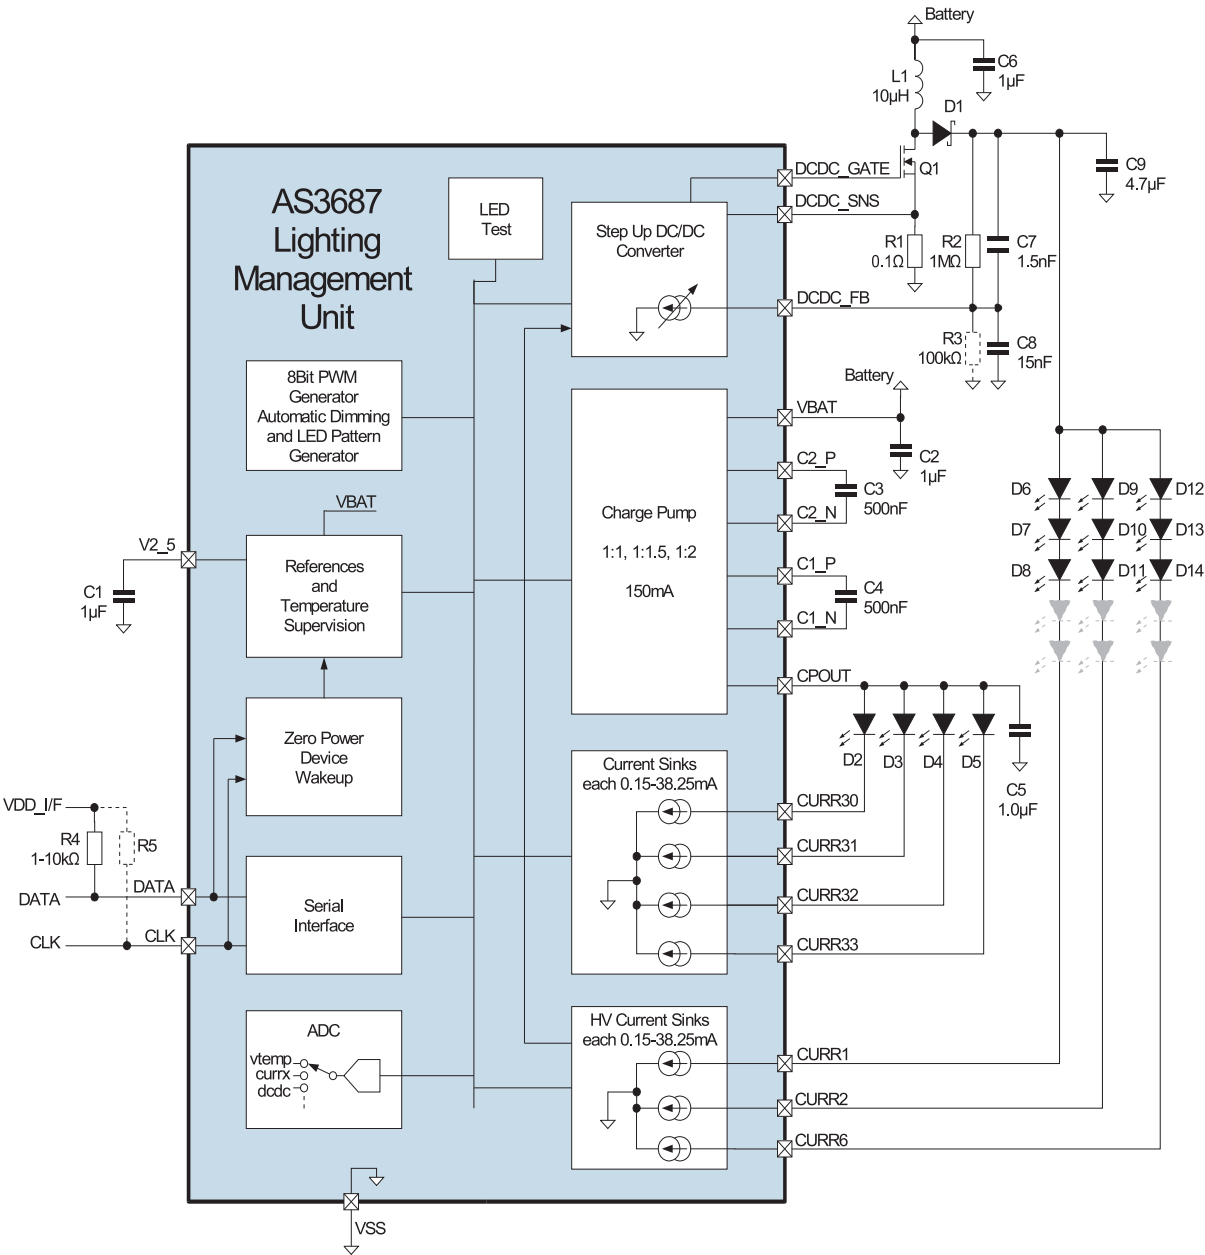 Battery
C6
1µF
L1
10µH
D1
Q1
C9
4.7µF
AS3687
Lighting
Management
Unit
LED
Test
Step Up DC/DC
Converter
DCDC_GATE
DCDC_SNS
DCDC_FB
R1
0.1Ω
R2
1MΩ
C7
1.5nF
R3
100kΩ
C8
15nF
8Bit PWM
Generator
Automatic Dimming
and LED Pattern
Generator
Battery
VBAT
C2
1µF
C2_P
C3
500nF
C2_N
Charge Pump
1:1, 1:1.5, 1:2
150mA
C1_P
C4
500nF
C1_N
CPOUT
D6
D9
D12
D7
D10
D13
D8
D11
D14
VBAT
V2_5
C1
1µF
References
and
Temperature
Supervision
Zero Power
Device
Wakeup
D2
D3
D4
D5
C5
1.0µF
Current Sinks
each 0.15-38.25mA
CURR30
CURR31
CURR32
CURR33
VDD_I/F
R4
1-10kΩ
R5
DATA
DATA
CLK
CLK
Serial
Interface
ADC
vtemp
currx
dcdc
HV Current Sinks
each 0.15-38.25mA
CURR1
CURR2
CURR6
VSS